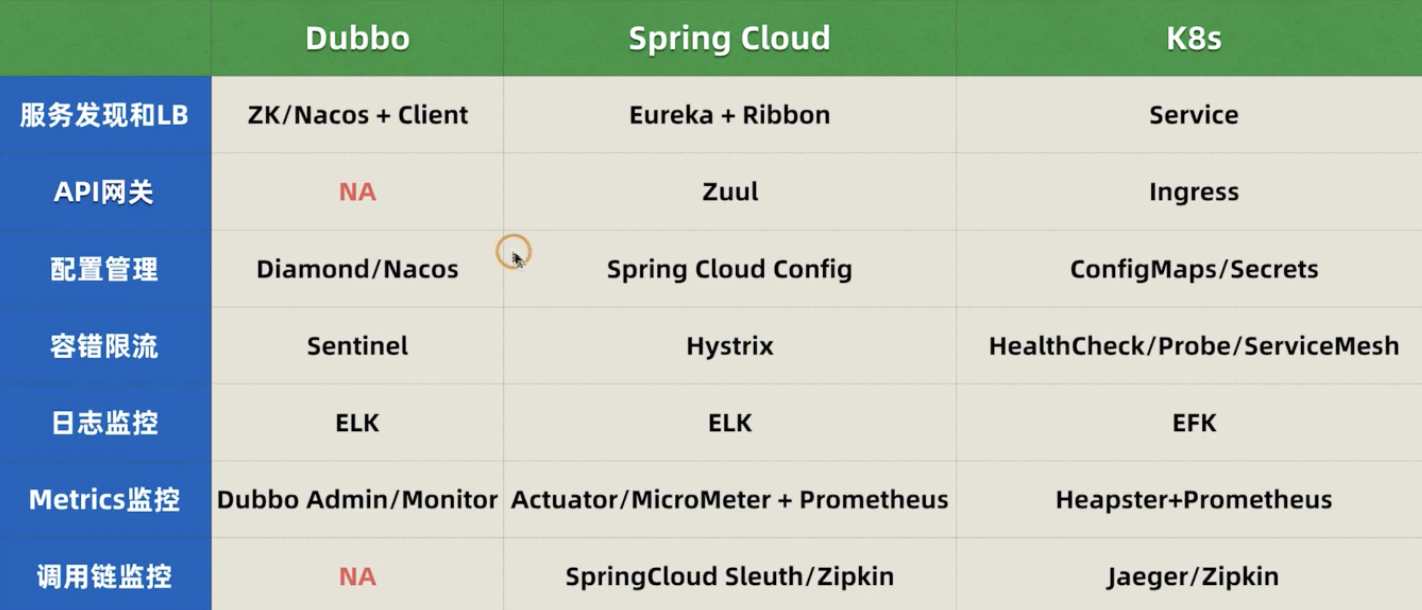 Dubbo Spring Cloud K8s
服务发现和LB ZK/Nacos + Client Eureka + Ribbon Service
API网关 NA Zuul Ingress
配置管理 Diamond/Nacos Spring Cloud Config ConfigMaps/Secrets
容错限流 Sentinel Hystrix HealthCheck/Probe/ServiceMesh
日志监控 ELK ELK EFK
Metrics监控 Dubbo Admin/Monitor Actuator/MicroMeter + Prometheus Heapster+Prometheus
调用链监控 NA SpringCloud Sleuth/Zipkin Jaeger/Zipkin